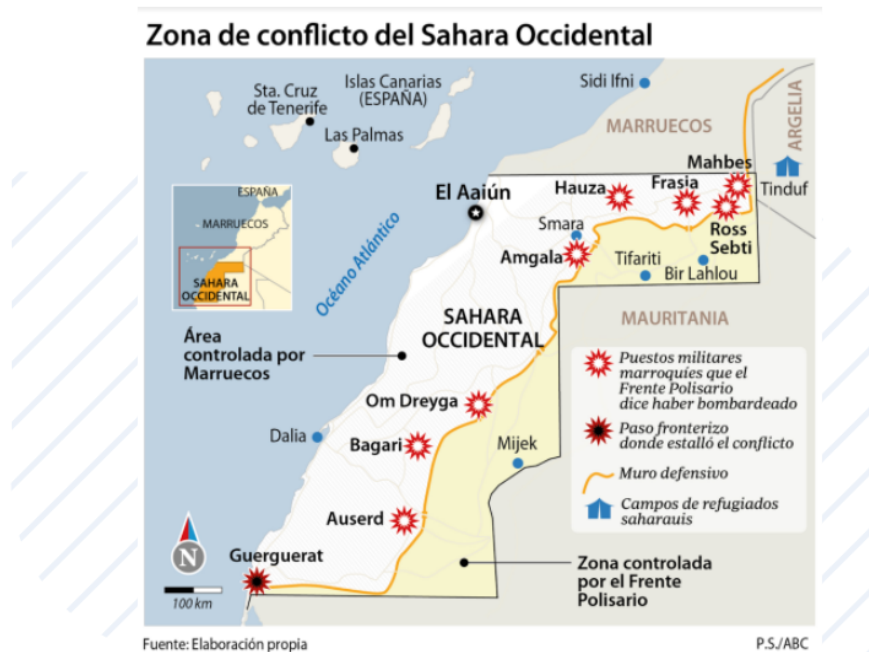 Zona de conflicto del Sahara Occidental
Sta. Cruz
de Tenerife
Islas Canarias
(ESPAÑA)
Las Palmas
Sidi Ifni
MARRUECOS
ARGELIA
Mahbes
Tinduf
Hauza
Frasia
El Aaiún
Ross
Sebti
Smara
Amgala
Tifariti
Bir Lahlou
ESPAÑA
MARRUECOS
SAHARA
OCCIDENTAL
Océano Atlántico
SAHARA
OCCIDENTAL
MAURITANIA
Área
controlada por
Marruecos
Om Dreyga
Dalia
Bagari
Mijek
Auserd
Guerguerat
N
100 km
Zona controlada
por el Frente
Polisario
Puestos militares
marroquíes que el
Frente Polisario
dice haber bombardeado
Paso fronterizo
donde estalló el conflicto
Muro defensivo
Campos de refugiados
saharauis
Fuente: Elaboración propia
P.S./ABC